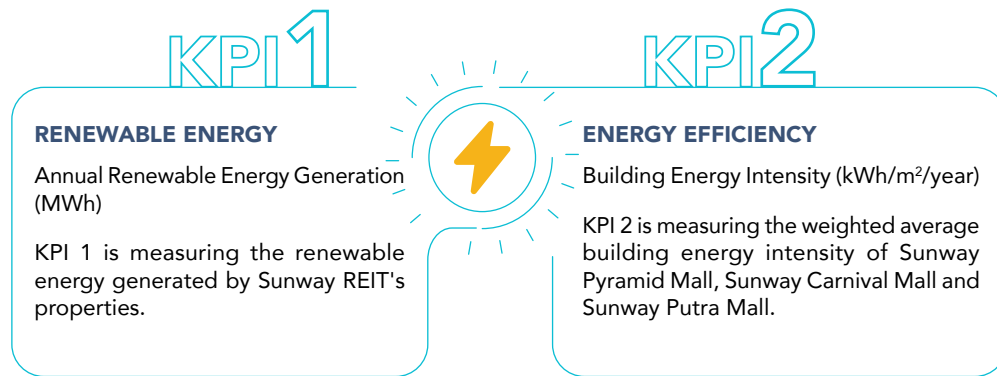 KPI1
RENEWABLE ENERGY
Annual Renewable Energy Generation
(MWh)
KPI 1 is measuring the renewable
energy generated by Sunway REIT's
properties.
KPI2
ENERGY EFFICIENCY
Building Energy Intensity (kWh/m²/year)
KPI 2 is measuring the weighted average
building energy intensity of Sunway
Pyramid Mall, Sunway Carnival Mall and
Sunway Putra Mall.